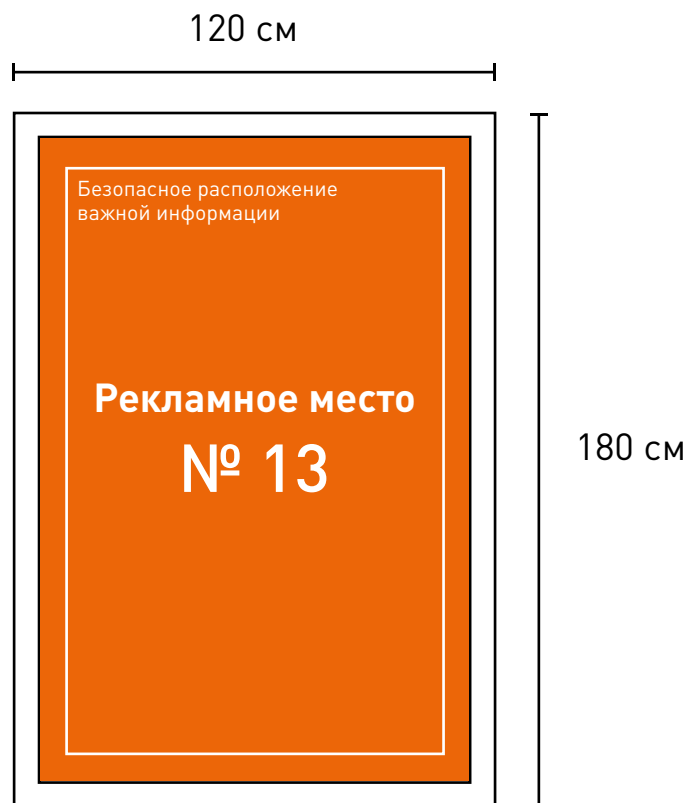 120 см
Безопасное расположение
важной информации
Рекламное место
№ 13
180 см